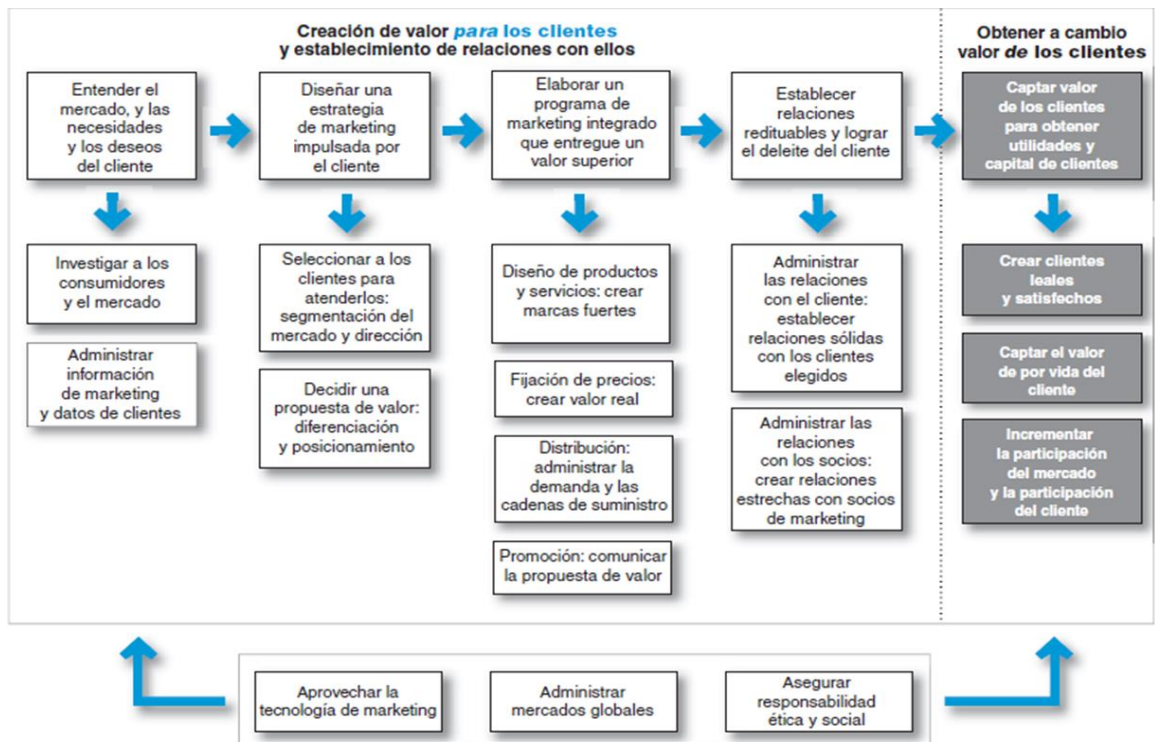 Creación de valor para los clientes
y establecimiento de relaciones con ellos
Obtener a cambio
valor de los clientes
Entender el
mercado, y las
necesidades
y los deseos
del cliente
Diseñar una
estrategia
de marketing
impulsada por
el cliente
Elaborar un
programa de
marketing integrado
que entregue un
valor superior
Establecer
relaciones
redituables y lograr
el deleite del cliente
Captar valor
de los clientes
para obtener
utilidades y
capital de clientes
Investigar a los
consumidores
y el mercado
Administrar
información
de marketing
y datos de clientes
Seleccionar a los
clientes para
atenderlos:
segmentación del
mercado y dirección
Decidir una
propuesta de valor:
diferenciación
y posicionamiento
Diseño de productos
y servicios: crear
marcas fuertes
Fijación de precios:
crear valor real
Distribución:
administrar la
demanda y las
cadenas de suministro
Promoción: comunicar
la propuesta de valor
Administrar
las relaciones
con el cliente:
establecer
relaciones sólidas
con los clientes
elegidos
Administrar las
relaciones
con los socios:
crear relaciones
estrechas con socios
de marketing
Crear clientes
leales
y satisfechos
Captar el valor
de por vida del
cliente
Incrementar
la participación
del mercado
y la participación
del cliente
Aprovechar la
tecnología de marketing
Administrar
mercados globales
Asegurar
responsabilidad
ética y social